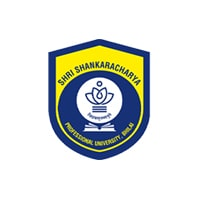 SHRI SHANKARACHARYA
PROFESSIONAL UNIVERSITY, BHILAI